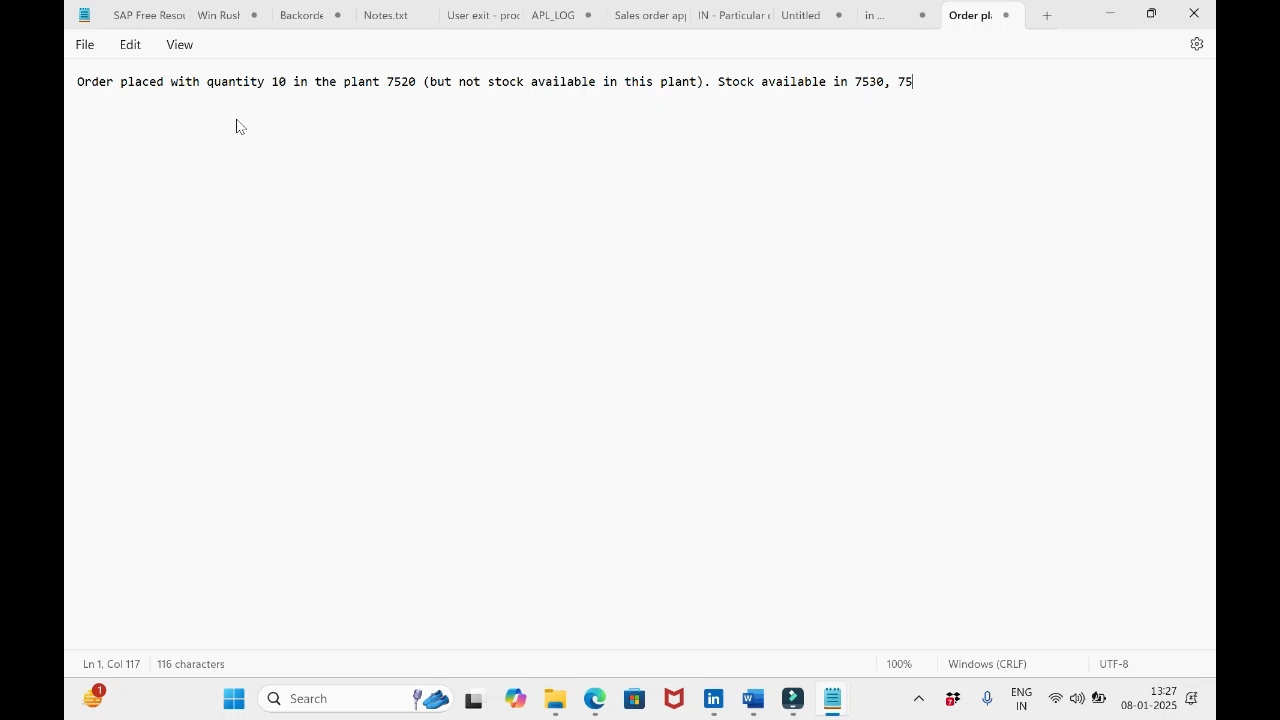 SAP Free Resou
Win Rush
Backorde
Notes.txt
User exit - proc
APL_LOG
Sales order app
IN - Particular
Untitled
in ...
Order pl
File
Edit
View
Order placed with quantity 10 in the plant 7520 (but not stock available in this plant). Stock available in 7530, 75
Ln 1, Col 117
116 characters
100%
Windows (CRLF)
UTF-8
1
Search
7
ENG
IN
13:27
08-01-2025